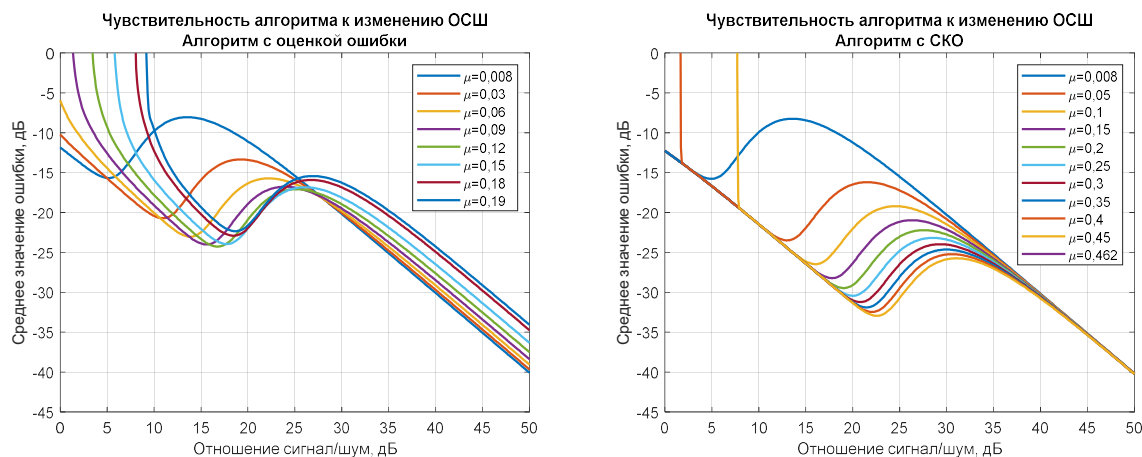 Чувствительность алгоритма к изменению ОСШ
Алгоритм с оценкой ошибки
0
-5
-10
-15
-20
-25
-30
-35
-40
-45
Среднее значение ошибки, дБ
μ=0,008
μ=0,03
μ=0,06
μ=0,09
μ=0,12
μ=0,15
μ=0,18
μ=0,19
0 5 10 15 20 25 30 35 40 45 50
Отношение сигнал/шум, дБ
Чувствительность алгоритма к изменению ОСШ
Алгоритм с СКО
0
-5
-10
-15
-20
-25
-30
-35
-40
-45
Среднее значение ошибки, дБ
μ=0,008
μ=0,05
μ=0,1
μ=0,15
μ=0,2
μ=0,25
μ=0,3
μ=0,35
μ=0,4
μ=0,45
μ=0,462
0 5 10 15 20 25 30 35 40 45 50
Отношение сигнал/шум, дБ